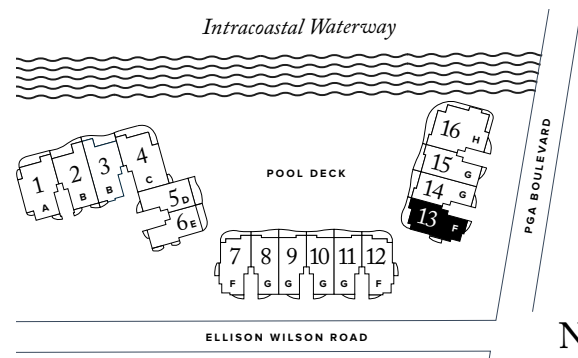 Intracoastal Waterway
16 H
15 G
14 G
13 F
PGA BOULEVARD
POOL DECK
1 A
2 B
3 B
4 C
5 D
6 E
7 F
8 G
9 G
10 G
11 G
12 F
ELLISON WILSON ROAD
N